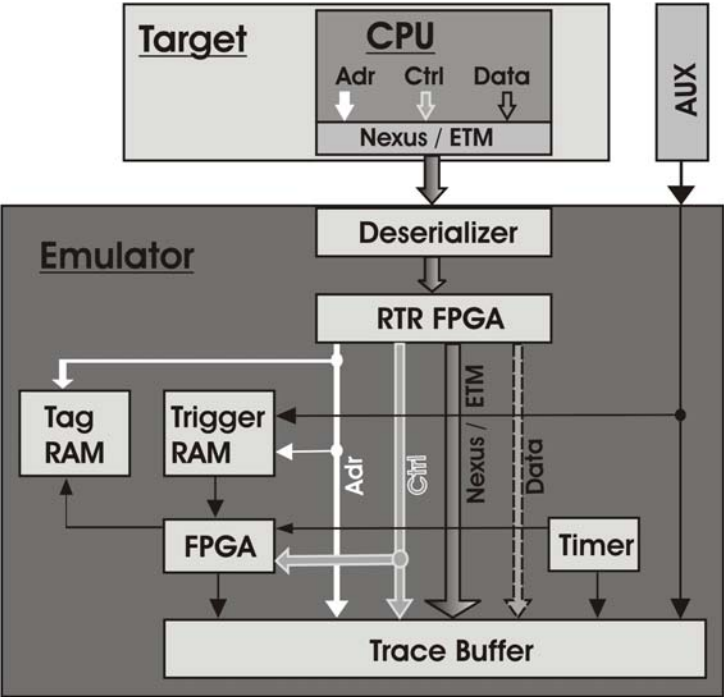 Target
CPU
Adr Ctrl Data
Nexus / ETM
AUX
Emulator
Deserializer
RTR FPGA
Tag
RAM
Trigger
RAM
Adr
Ctrl
Nexus / ETM
Data
FPGA
Timer
Trace Buffer